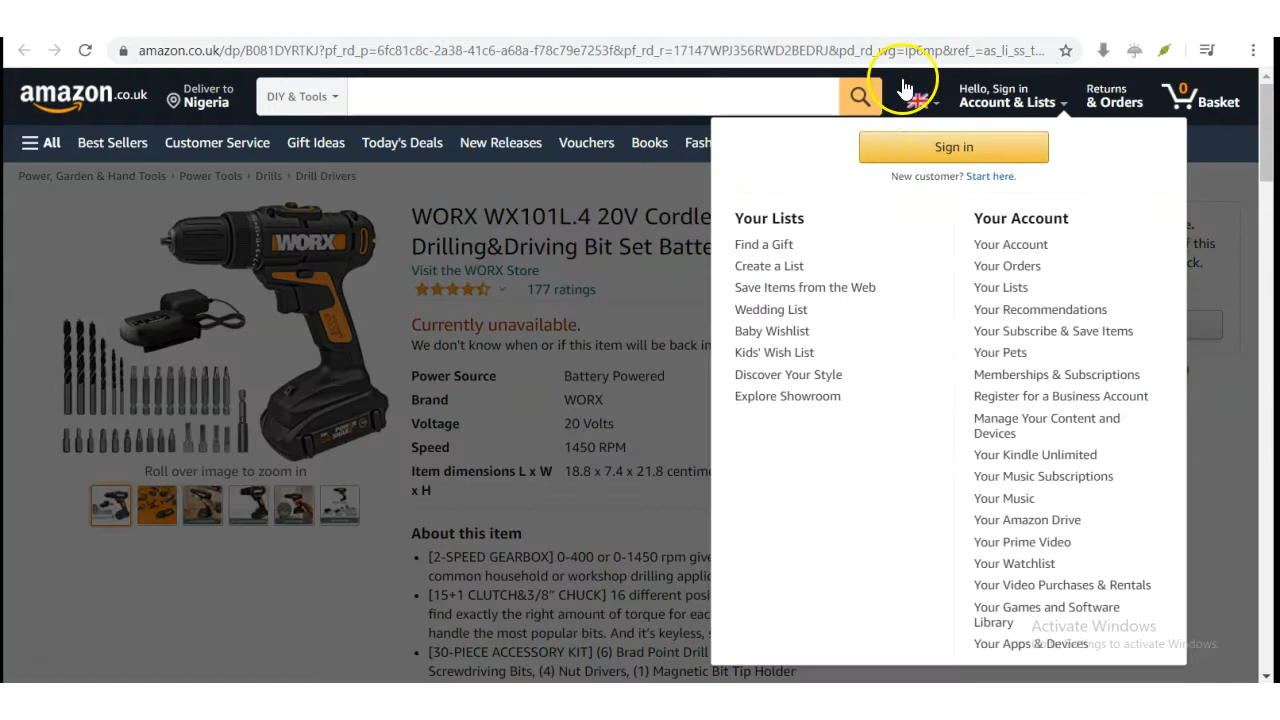 amazon.co.uk/dp/B081DYRTKJ?pf_rd_p=6fc81c8c-2a38-41c6-a68a-f78c79e7253f&pf_rd_r=17147WPJ356RWD2BEDRJ&pd_rd_wg=Ip6mp&ref_=as_li_ss_t...
amazon.co.uk
Deliver to
Nigeria
DIY & Tools
Hello, Sign in
Account & Lists
Returns
& Orders
0
Basket
All
Best Sellers
Customer Service
Gift Ideas
Today's Deals
New Releases
Vouchers
Books
Fash
Power, Garden & Hand Tools › Power Tools › Drills › Drill Drivers
WORX
WORX WX101L.4 20V Cordle
Drilling&Driving Bit Set Batte
Visit the WORX Store
177 ratings
Currently unavailable.
We don't know when or if this item will be back in
Power Source Battery Powered
Brand WORX
Voltage 20 Volts
Speed 1450 RPM
Item dimensions L x W 18.8 x 7.4 x 21.8 centime
x H
Roll over image to zoom in
About this item
• [2-SPEED GEARBOX] 0-400 or 0-1450 rpm give
common household or workshop drilling applic
• [15+1 CLUTCH&3/8" CHUCK] 16 different posi
find exactly the right amount of torque for eac
handle the most popular bits. And it's keyless, s
• [30-PIECE ACCESSORY KIT] (6) Brad Point Drill
Screwdriving Bits, (4) Nut Drivers, (1) Magnetic Bit Tip Holder
Sign in
New customer? Start here.
Your Lists
Find a Gift
Create a List
Save Items from the Web
Wedding List
Baby Wishlist
Kids' Wish List
Discover Your Style
Explore Showroom
Your Account
Your Account
Your Orders
Your Lists
Your Recommendations
Your Subscribe & Save Items
Your Pets
Memberships & Subscriptions
Register for a Business Account
Manage Your Content and
Devices
Your Kindle Unlimited
Your Music Subscriptions
Your Music
Your Amazon Drive
Your Prime Video
Your Watchlist
Your Video Purchases & Rentals
Your Games and Software
Library
Your Apps & Devices
e.
f this
ck.
Activate Windows
ngs to activate Windows.